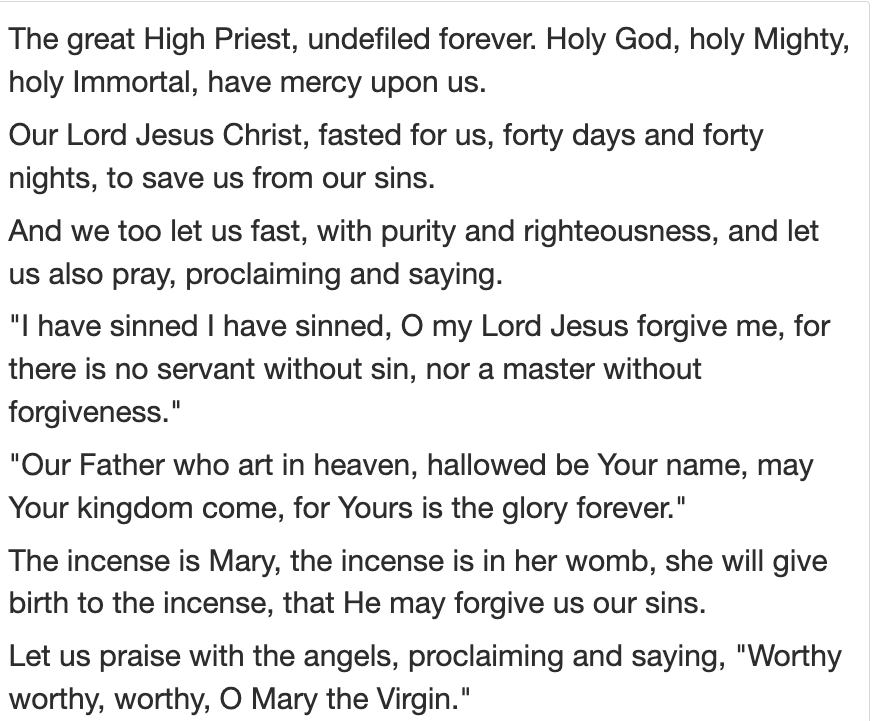 The great High Priest, undefiled forever. Holy God, holy Mighty,
holy Immortal, have mercy upon us.
Our Lord Jesus Christ, fasted for us, forty days and forty
nights, to save us from our sins.
And we too let us fast, with purity and righteousness, and let
us also pray, proclaiming and saying.
"I have sinned I have sinned, O my Lord Jesus forgive me, for
there is no servant without sin, nor a master without
forgiveness."
"Our Father who art in heaven, hallowed be Your name, may
Your kingdom come, for Yours is the glory forever."
The incense is Mary, the incense is in her womb, she will give
birth to the incense, that He may forgive us our sins.
Let us praise with the angels, proclaiming and saying, "Worthy
worthy, worthy, O Mary the Virgin."